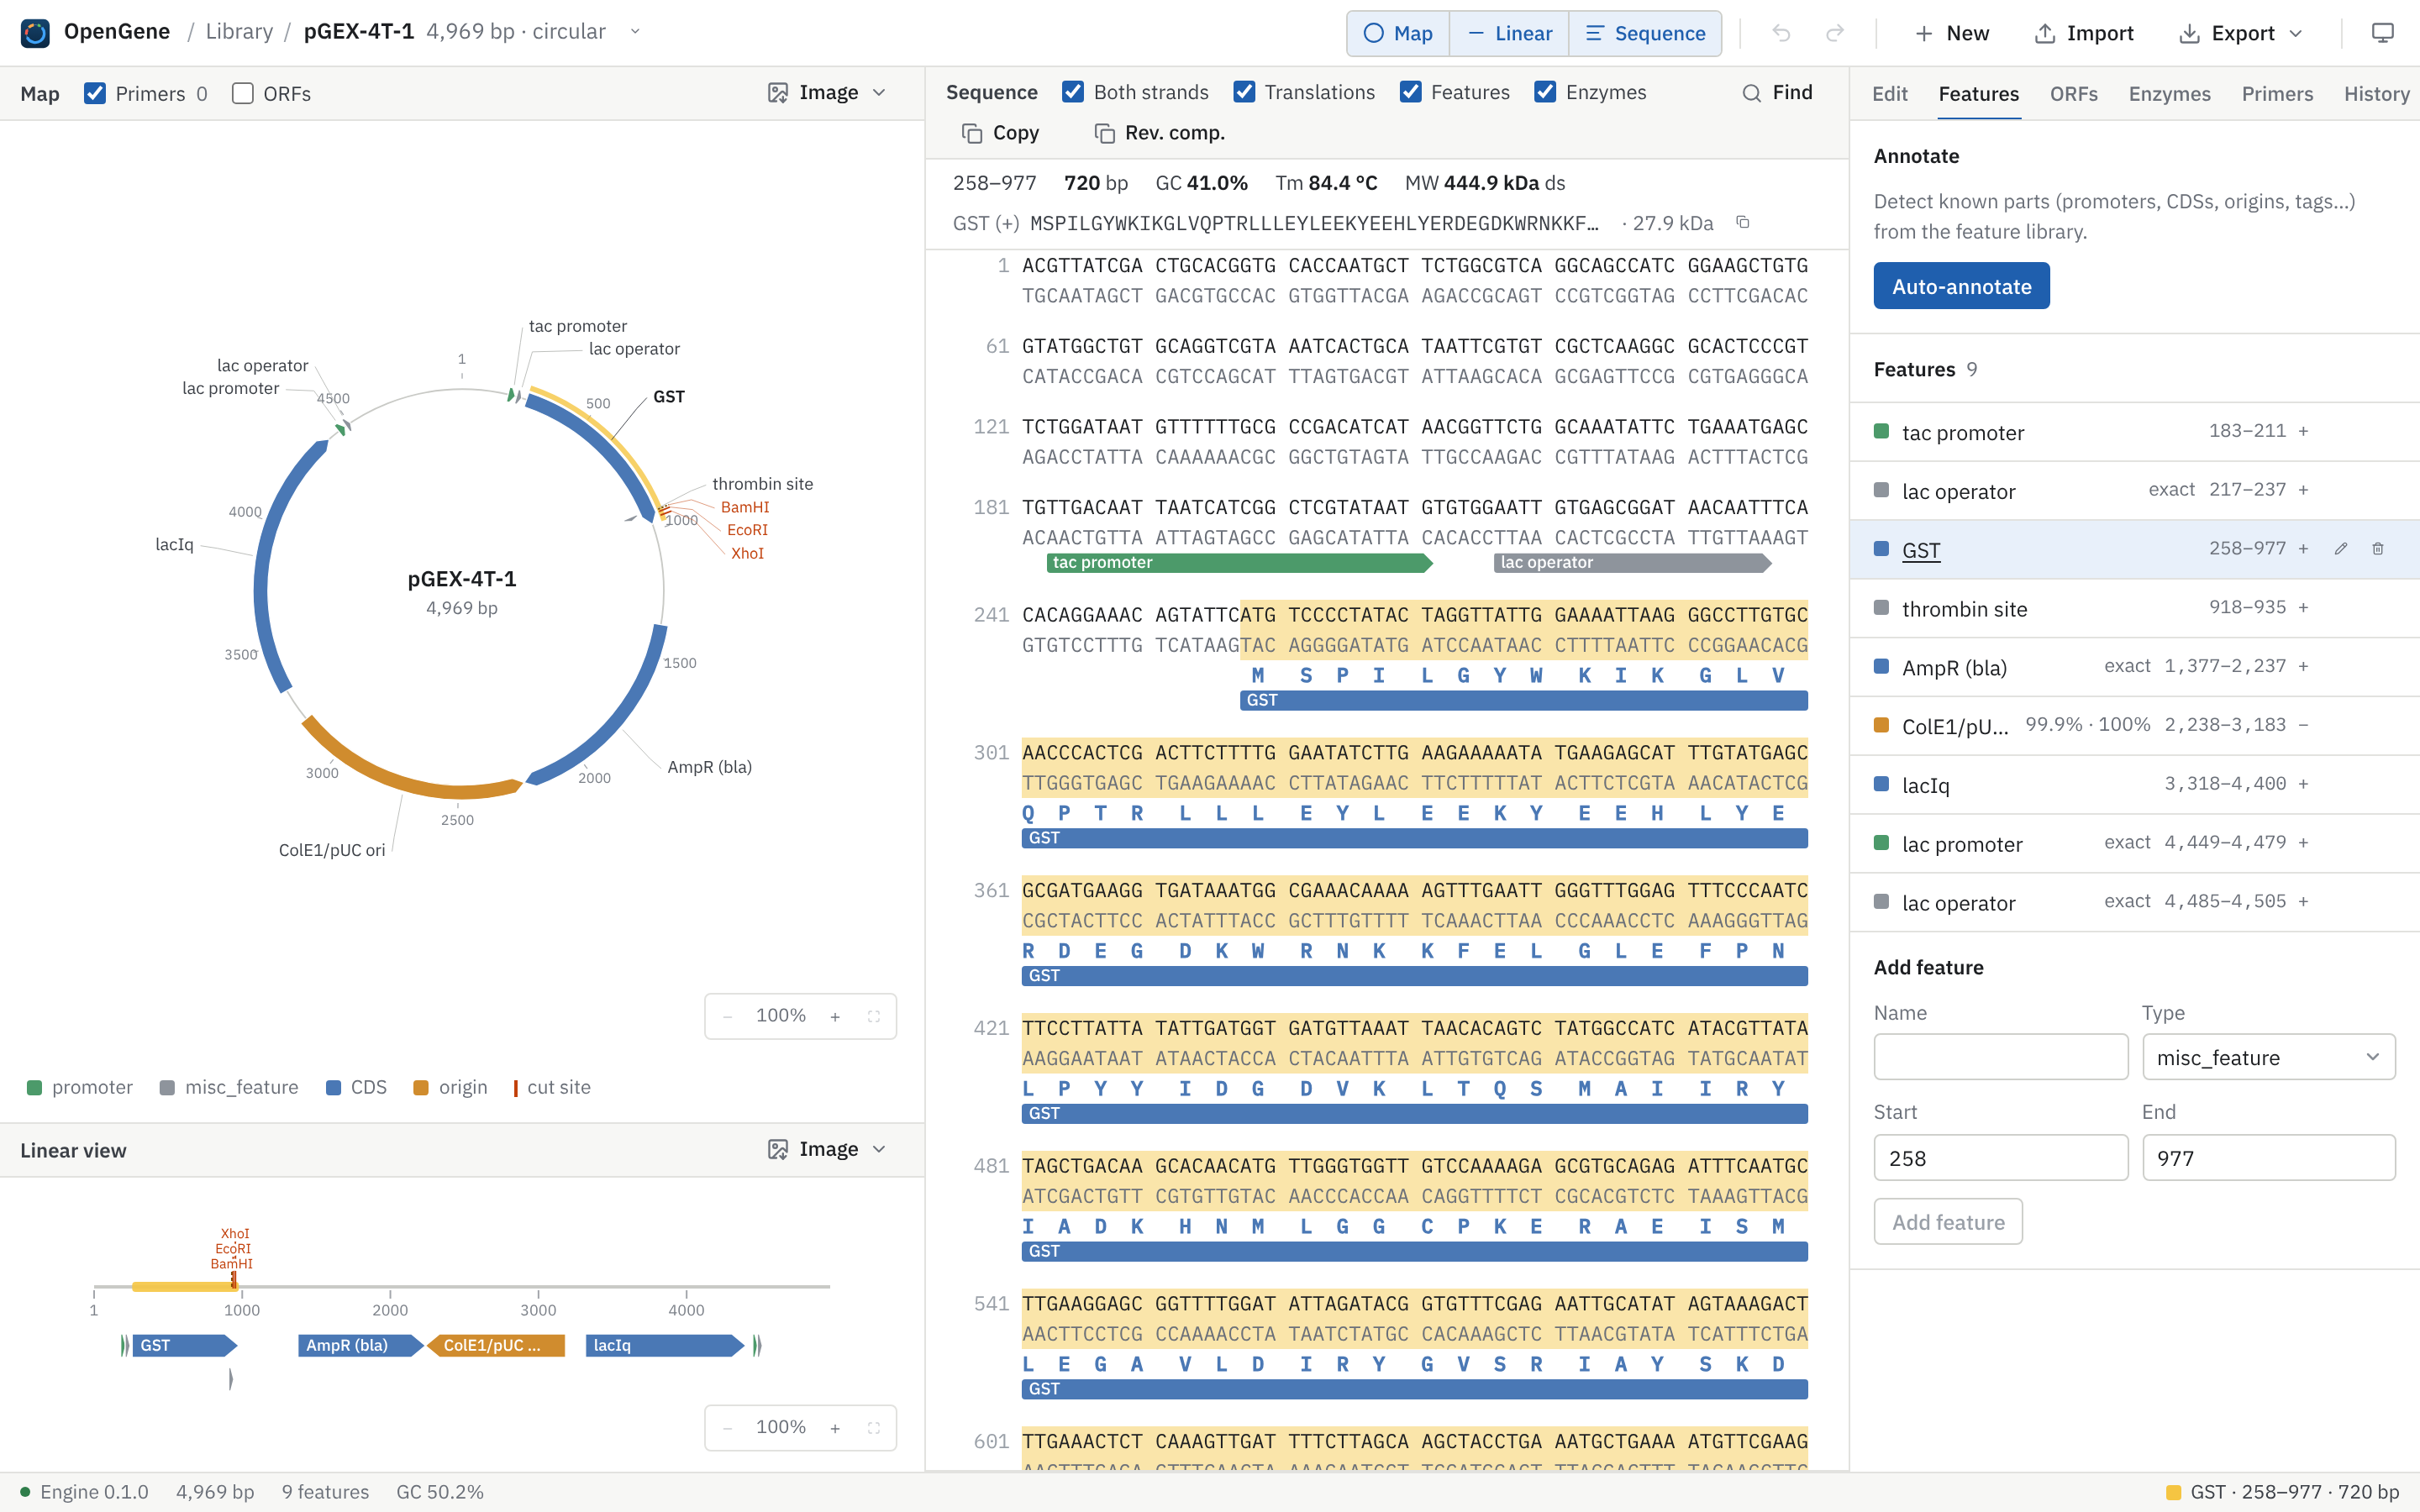 OpenGene / Library / pGEX-4T-1 4,969 bp · circular
Map Linear Sequence New Import Export
Map Primers 0 ORFs Image
tac promoter
lac operator
1
lac operator
lac promoter
4500
GST
500
thrombin site
BamHI
1000
EcoRI
XhoI
4000
lacIq
pGEX-4T-1
4,969 bp
3500
1500
AmpR (bla)
3000
2000
2500
ColE1/pUC ori
− 100% +
promoter misc_feature CDS origin cut site
Linear view Image
XhoI
EcoRI
BamHI
1 1000 2000 3000 4000
GST AmpR (bla) ColE1/pUC ... lacIq
− 100% +
Sequence Both strands Translations Features Enzymes Find
Copy Rev. comp.
258–977 720 bp GC 41.0% Tm 84.4 °C MW 444.9 kDa ds
GST (+) MSPILGYWKIKGLVQPTRLLLEYLEEKYEEHLYERDEGDKWRNKKF… · 27.9 kDa
1 ACGTTATCGA CTGCACGGTG CACCAATGCT TCTGGCGTCA GGCAGCCATC GGAAGCTGTG
TGCAATAGCT GACGTGCCAC GTGGTTACGA AGACCGCAGT CCGTCGGTAG CCTTCGACAC
61 GTATGGCTGT GCAGGTCGTA AATCACTGCA TAATTCGTGT CGCTCAAGGC GCACTCCCGT
CATACCGACA CGTCCAGCAT TTAGTGACGT ATTAAGCACA GCGAGTTCCG CGTGAGGGCA
121 TCTGGATAAT GTTTTTTGCG CCGACATCAT AACGGTTCTG GCAAATATTC TGAAATGAGC
AGACCTATTA CAAAAAACGC GGCTGTAGTA TTGCCAAGAC CGTTTATAAG ACTTTACTCG
181 TGTTGACAAT TAATCATCGG CTCGTATAAT GTGTGGAATT GTGAGCGGAT AACAATTTCA
ACAACTGTTA ATTAGTAGCC GAGCATATTA CACACCTTAA CACTCGCCTA TTGTTAAAGT
tac promoter lac operator
241 CACAGGAAAC AGTATTCATG TCCCCTATAC TAGGTTATTG GAAAATTAAG GGCCTTGTGC
GTGTCCTTTG TCATAAGTAC AGGGGATATG ATCCAATAAC CTTTTAATTC CCGGAACACG
M S P I L G Y W K I K G L V
GST
301 AACCCACTCG ACTTCTTTTG GAATATCTTG AAGAAAAATA TGAAGAGCAT TTGTATGAGC
TTGGGTGAGC TGAAGAAAAC CTTATAGAAC TTCTTTTTAT ACTTCTCGTA AACATACTCG
Q P T R L L L E Y L E E K Y E E H L Y E
GST
361 GCGATGAAGG TGATAAATGG CGAAACAAAA AGTTTGAATT GGGTTTGGAG TTTCCCAATC
CGCTACTTCC ACTATTTACC GCTTTGTTTT TCAAACTTAA CCCAAACCTC AAAGGGTTAG
R D E G D K W R N K K F E L G L E F P N
GST
421 TTCCTTATTA TATTGATGGT GATGTTAAAT TAACACAGTC TATGGCCATC ATACGTTATA
AAGGAATAAT ATAACTACCA CTACAATTTA ATTGTGTCAG ATACCGGTAG TATGCAATAT
L P Y Y I D G D V K L T Q S M A I I R Y
GST
481 TAGCTGACAA GCACAACATG TTGGGTGGTT GTCCAAAAGA GCGTGCAGAG ATTTCAATGC
ATCGACTGTT CGTGTTGTAC AACCCACCAA CAGGTTTTCT CGCACGTCTC TAAAGTTACG
I A D K H N M L G G C P K E R A E I S M
GST
541 TTGAAGGAGC GGTTTTGGAT ATTAGATACG GTGTTTCGAG AATTGCATAT AGTAAAGACT
AACTTCCTCG CCAAAACCTA TAATCTATGC CACAAAGCTC TTAACGTATA TCATTTCTGA
L E G A V L D I R Y G V S R I A Y S K D
GST
601 TTGAAACTCT CAAAGTTGAT TTTCTTAGCA AGCTACCTGA AATGCTGAAA ATGTTCGAAG
Edit Features ORFs Enzymes Primers History
Annotate
Detect known parts (promoters, CDSs, origins, tags…)
from the feature library.
Auto-annotate
Features 9
tac promoter 183–211 +
lac operator exact 217–237 +
GST 258–977 +
thrombin site 918–935 +
AmpR (bla) exact 1,377–2,237 +
ColE1/pU... 99.9% · 100% 2,238–3,183 −
lacIq 3,318–4,400 +
lac promoter exact 4,449–4,479 +
lac operator exact 4,485–4,505 +
Add feature
Name Type
misc_feature
Start End
258 977
Add feature
Engine 0.1.0 4,969 bp 9 features GC 50.2%
GST · 258–977 · 720 bp